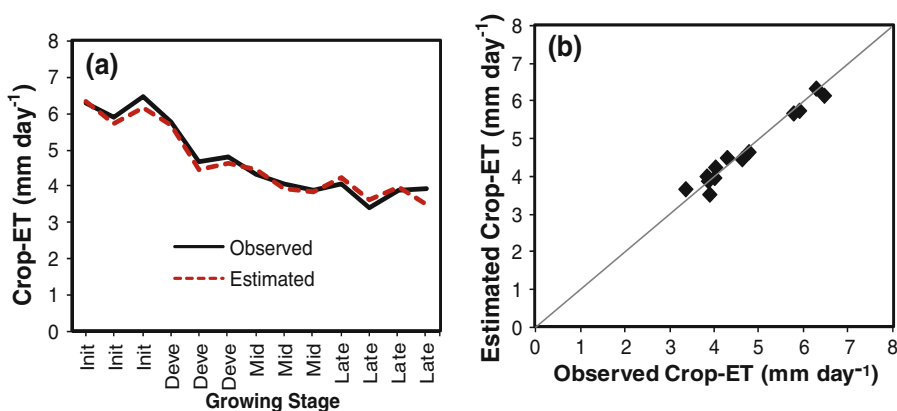 (a)
Crop-ET (mm day⁻¹)
8
7
6
5
4
3
2
1
0
Observed
Estimated
Init
Init
Init
Deve
Deve
Deve
Mid
Mid
Mid
Late
Late
Late
Late
Growing Stage
(b)
Estimated Crop-ET (mm day⁻¹)
8
7
6
5
4
3
2
1
0
0 1 2 3 4 5 6 7 8
Observed Crop-ET (mm day⁻¹)